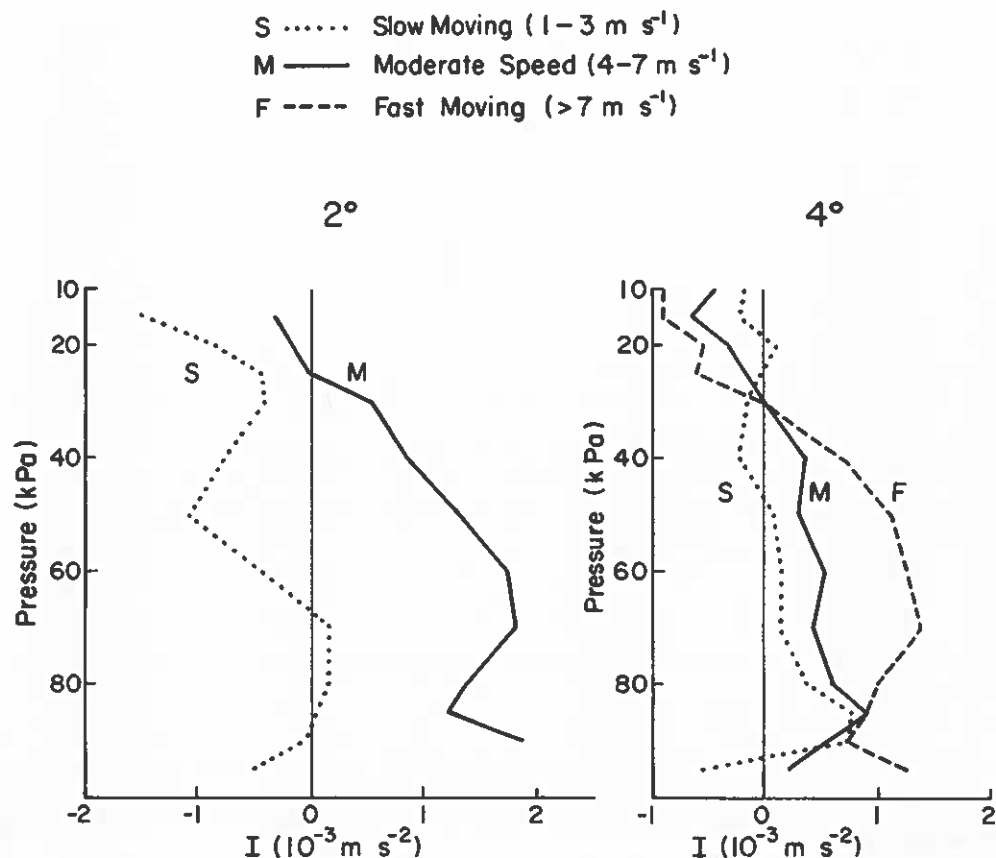 S ...... Slow Moving (1-3 m s⁻¹)
M —— Moderate Speed (4-7 m s⁻¹)
F ---- Fast Moving (>7 m s⁻¹)
2°
4°
10
20
40
60
80
Pressure (kPa)
S
M
-2
-1
0
1
2
I (10⁻³ m s⁻²)
10
20
40
60
80
Pressure (kPa)
S
M
F
-1
0
1
2
I (10⁻³ m s⁻²)